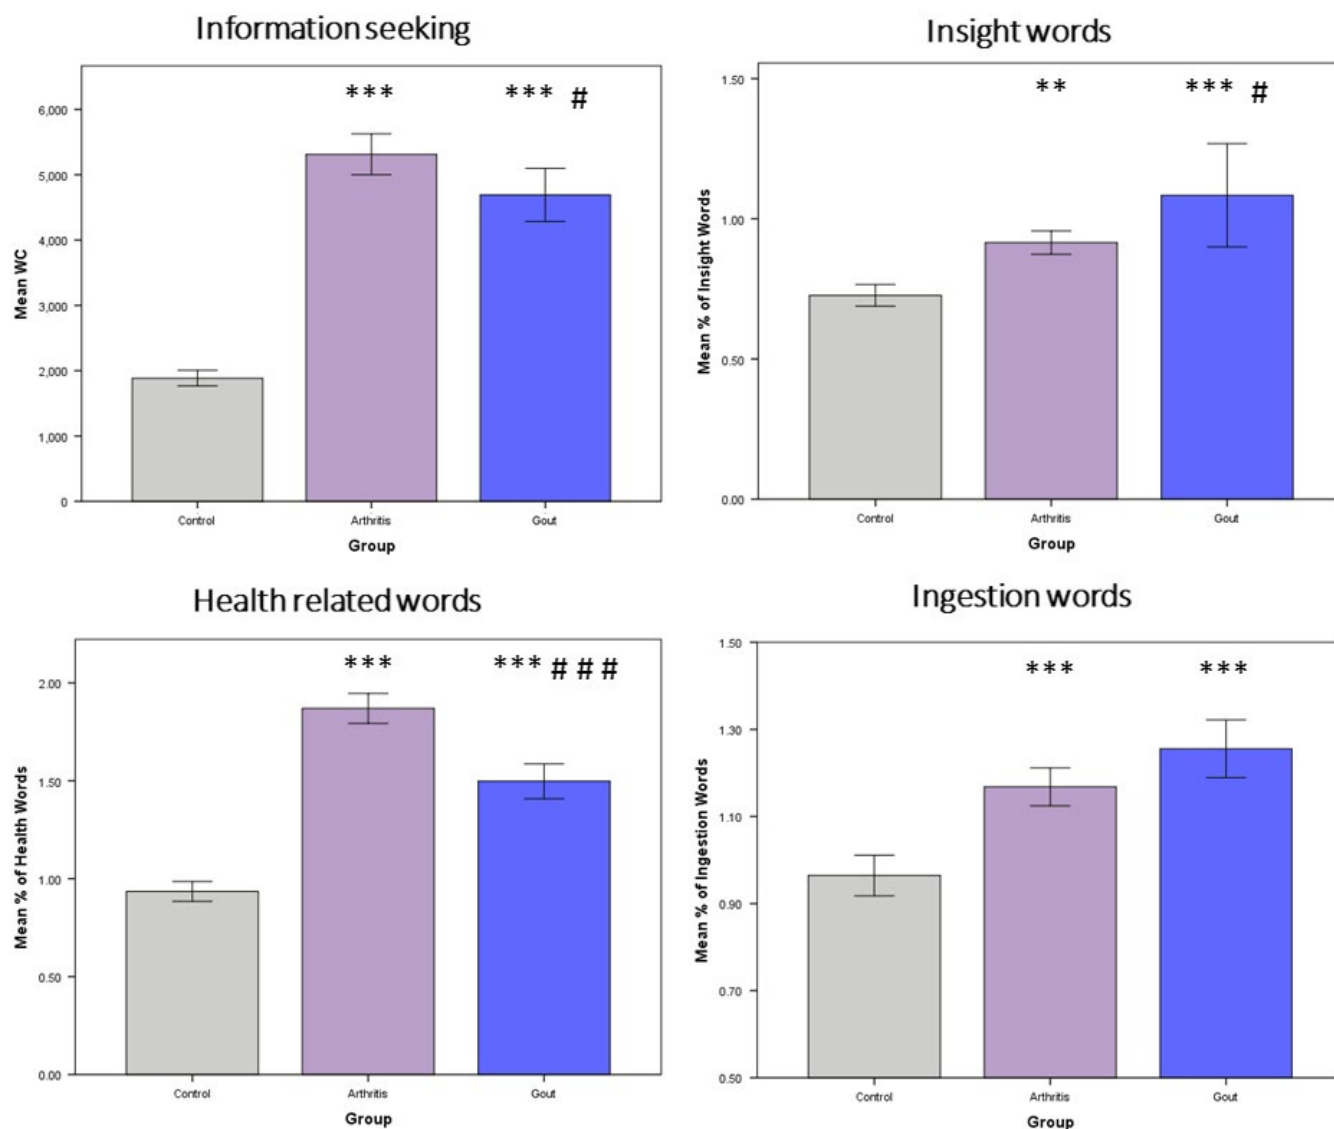 Information seeking
*** *** #
6,000
5,000
4,000
3,000
2,000
1,000
0
Mean WC
Control Arthritis Gout
Group
Insight words
** *** #
1.50
1.00
0.50
0.00
Mean % of Insight Words
Control Arthritis Gout
Group
Health related words
*** *** # # #
2.00
1.50
1.00
0.50
0.00
Mean % of Health Words
Control Arthritis Gout
Group
Ingestion words
*** ***
1.50
1.30
1.10
0.90
0.70
0.50
Mean % of Ingestion Words
Control Arthritis Gout
Group